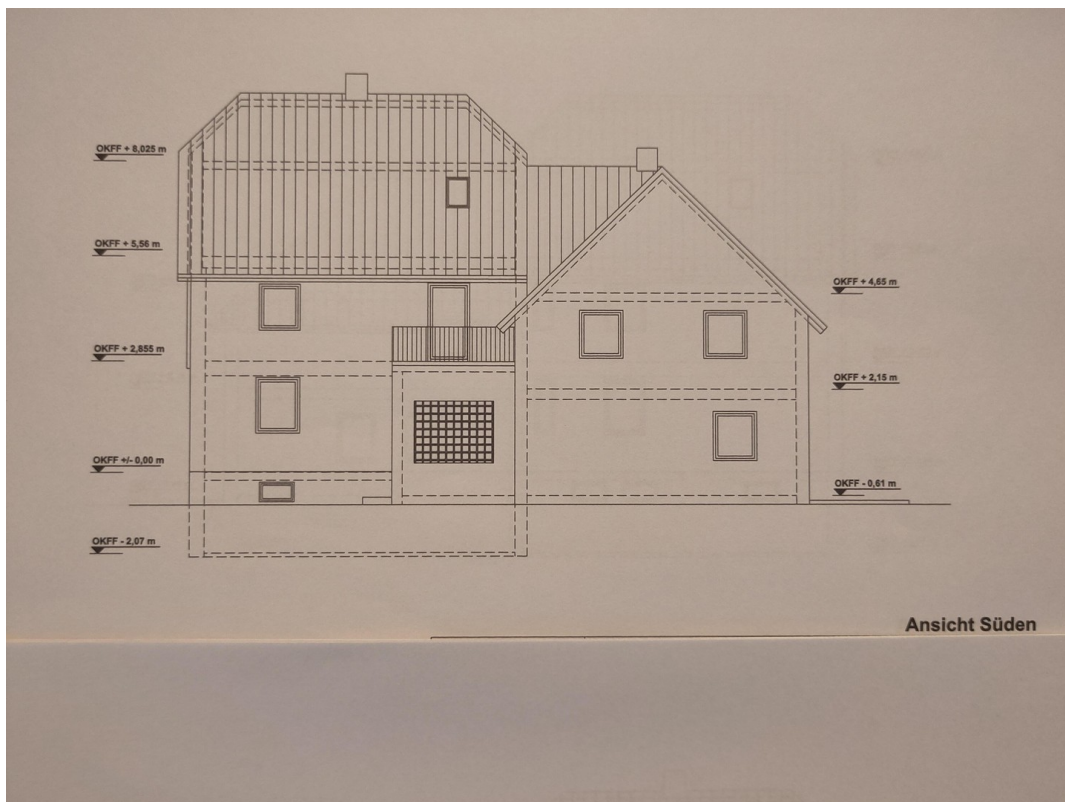 OKFF + 8,025 m
OKFF + 5,56 m
OKFF + 2,855 m
OKFF +/- 0,00 m
OKFF - 2,07 m
OKFF + 4,65 m
OKFF + 2,15 m
OKFF - 0,61 m
Ansicht Süden